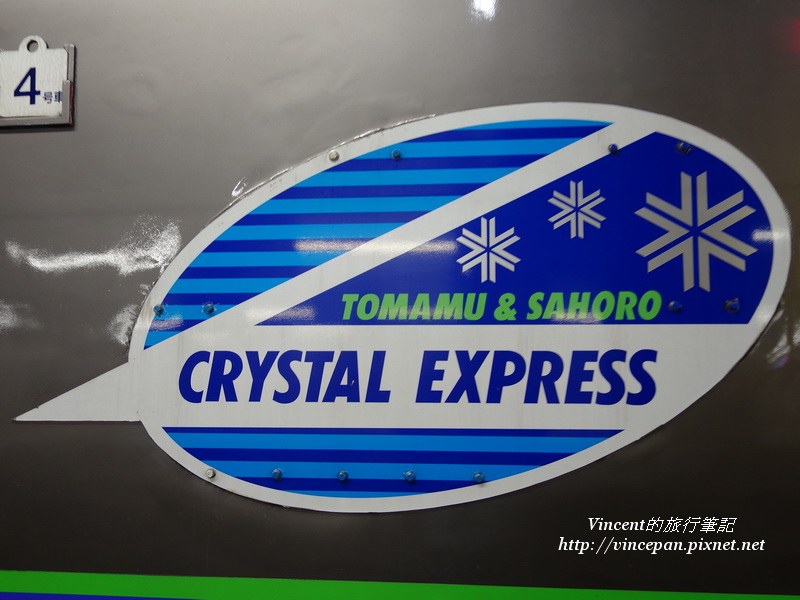 4号車
TOMAMU & SAHORO
CRYSTAL EXPRESS
Vincent的旅行筆記
http://vincepan.pixnet.net